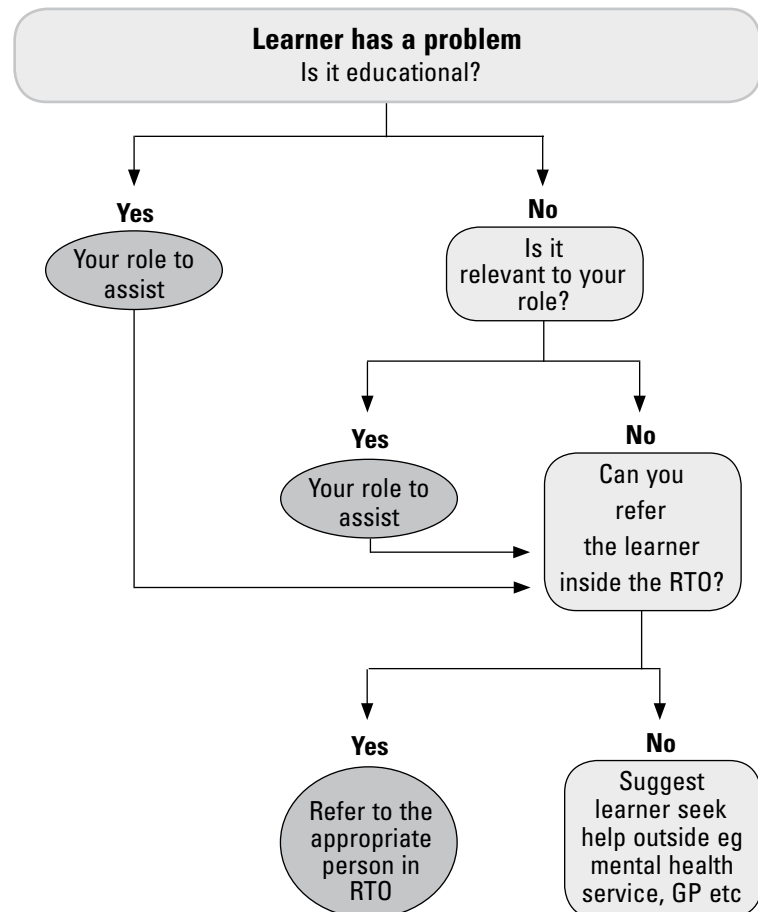 Learner has a problem
Is it educational?
Yes
Your role to
assist
No
Is it
relevant to your
role?
Yes
Your role to
assist
No
Can you
refer
the learner
inside the RTO?
Yes
Refer to the
appropriate
person in
RTO
No
Suggest
learner seek
help outside eg
mental health
service, GP etc